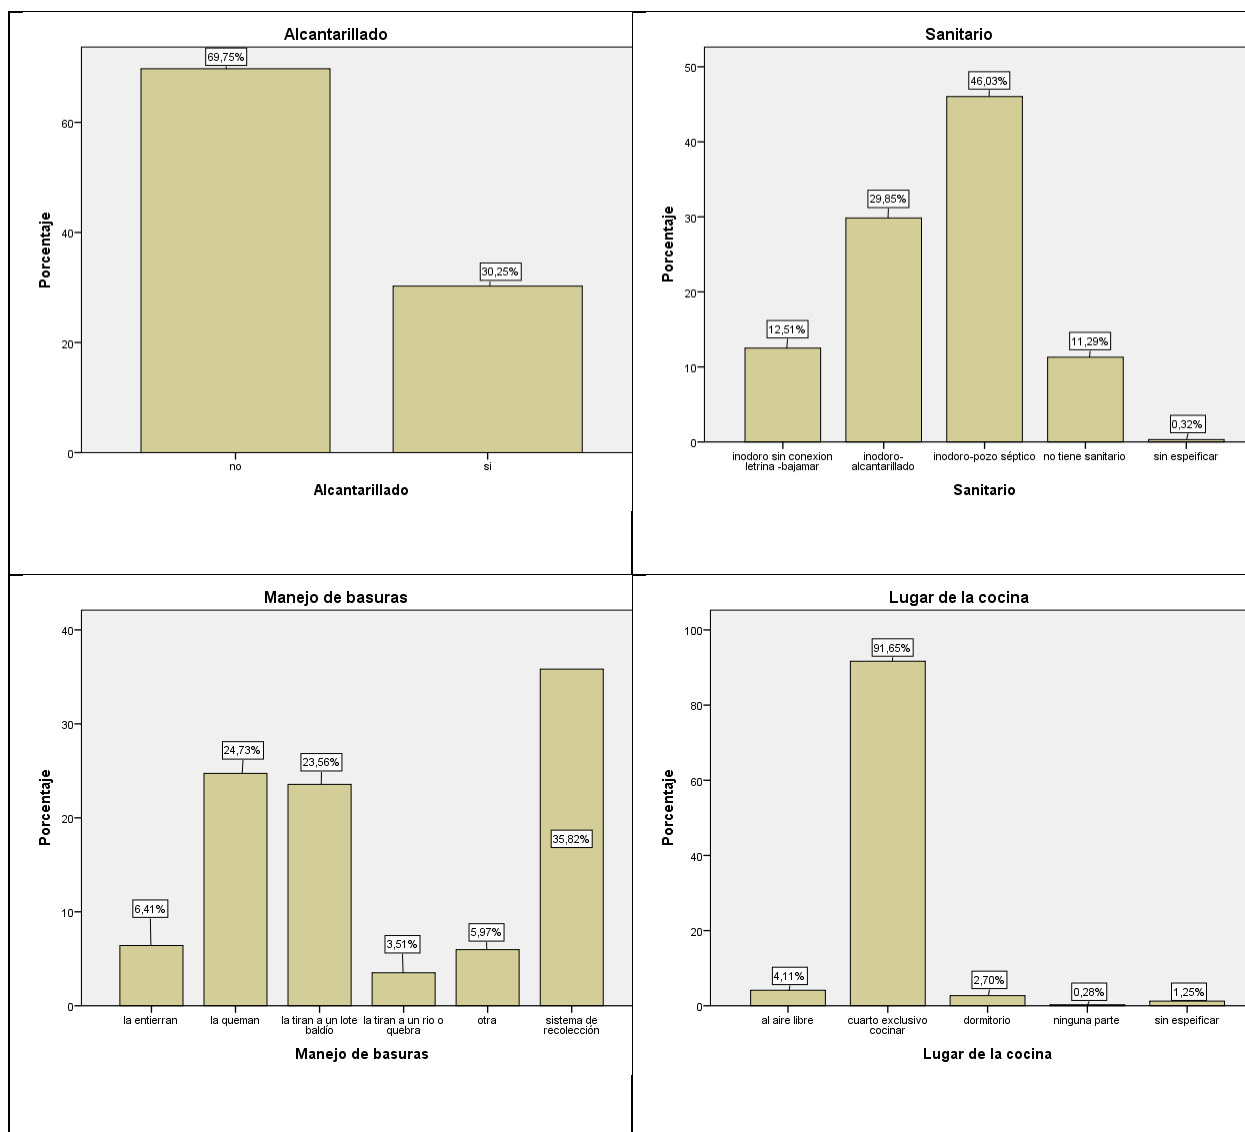 Alcantarillado
69,75%
60
40
20
0
30,25%
Porcentaje
no
si
Alcantarillado
Sanitario
50
40
30
20
10
0
46,03%
29,85%
12,51%
11,29%
0,32%
Porcentaje
inodoro sin conexion
letrina -bajamar
inodoro-
alcantarillado
inodoro-pozo séptico
no tiene sanitario
sin espeificar
Sanitario
Manejo de basuras
40
30
20
10
0
24,73%
23,56%
35,82%
6,41%
3,51%
5,97%
Porcentaje
la entierran
la queman
la tiran a un lote
baldío
la tiran a un rio o
quebra
otra
sistema de
recolección
Manejo de basuras
Lugar de la cocina
100
80
60
40
20
0
91,65%
4,11%
2,70%
0,28%
1,25%
Porcentaje
al aire libre
cuarto exclusivo
cocinar
dormitorio
ninguna parte
sin espeificar
Lugar de la cocina